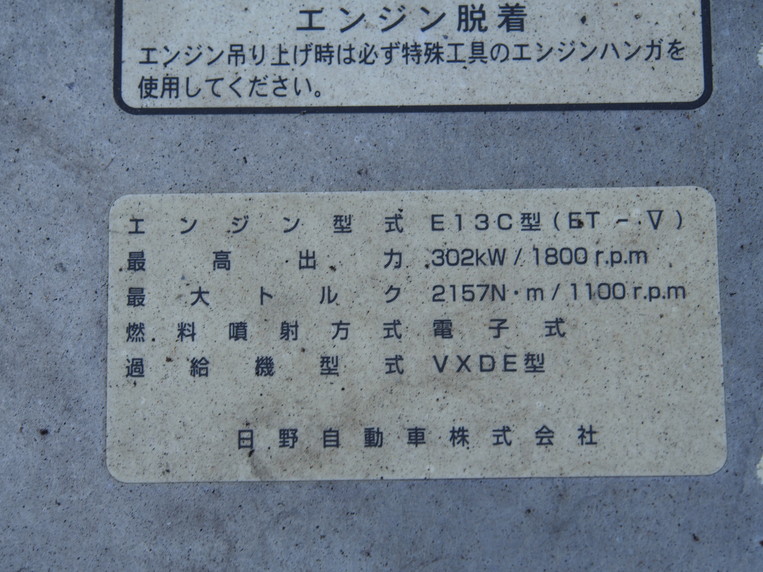 エンジン脱着
エンジン吊り上げ時は必ず特殊工具のエンジンハンガを
使用してください。
エンジン型式 E13C型(ET-V)
最高出力 302kW/1800r.p.m
最大トルク 2157N・m/1100r.p.m
燃料噴射方式 電子式
過給機型式 VXDE型
日野自動車株式会社